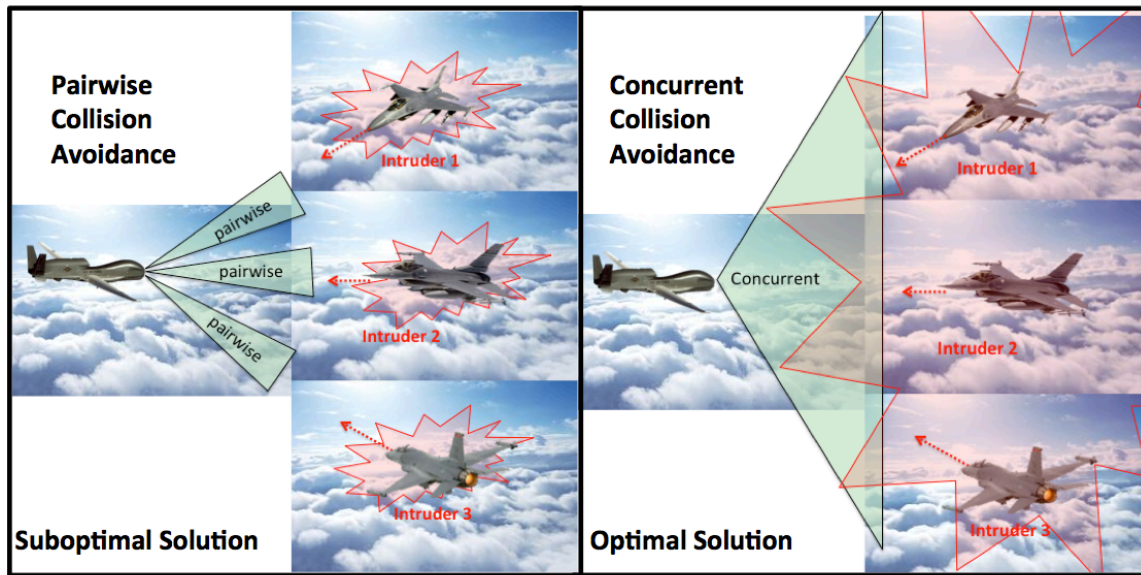 Pairwise
Collision
Avoidance
Intruder 1
pairwise
pairwise
pairwise
Intruder 2
Intruder 3
Suboptimal Solution
Concurrent
Collision
Avoidance
Intruder 1
Concurrent
Intruder 2
Intruder 3
Optimal Solution